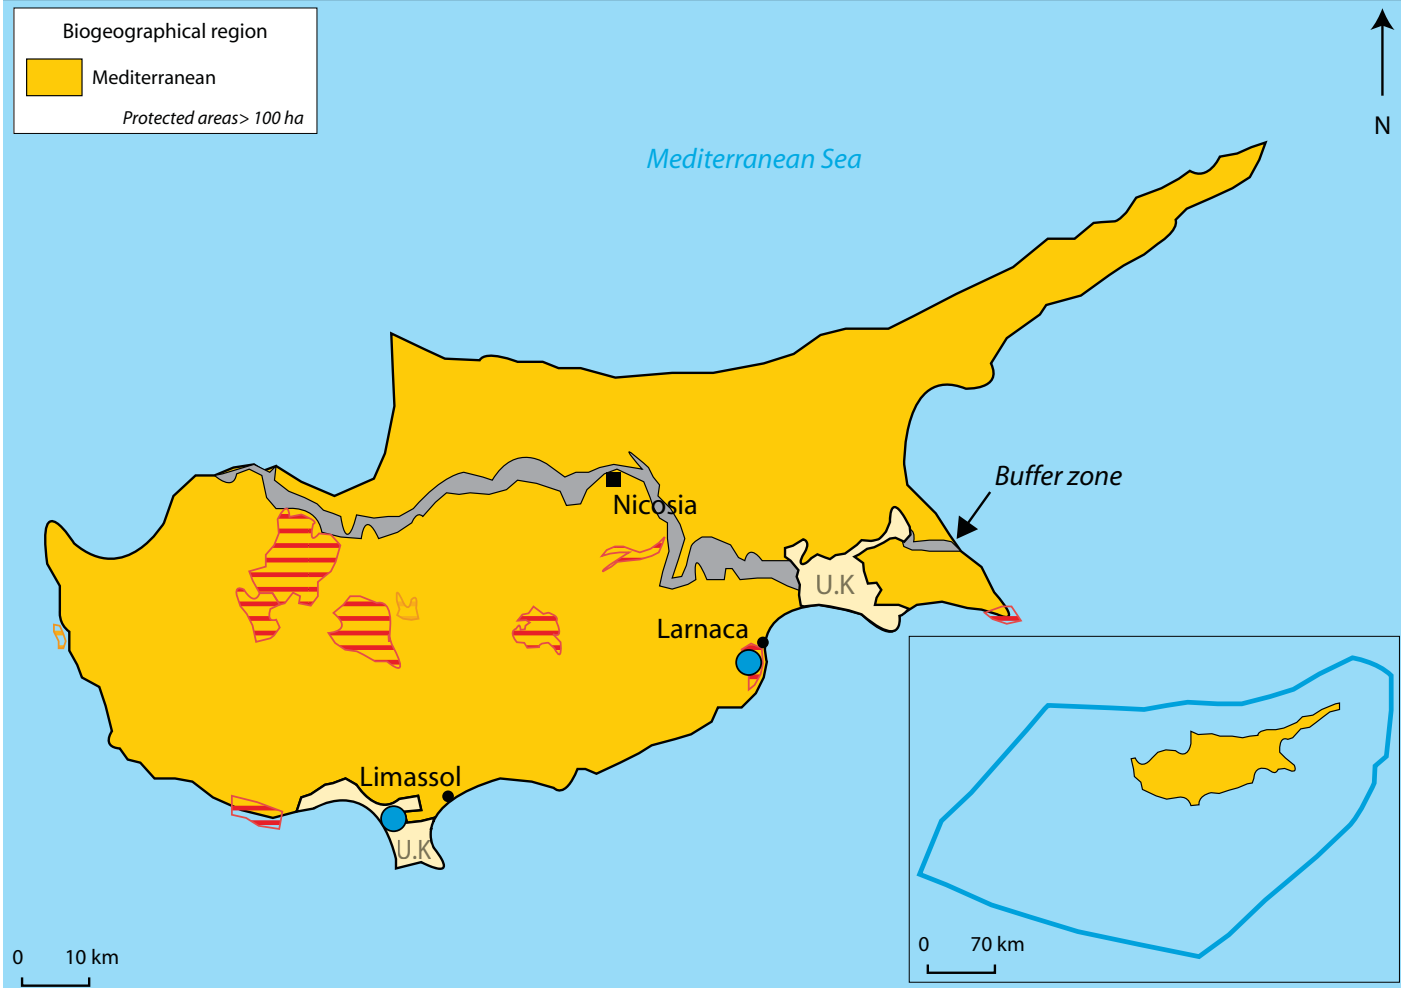 Biogeographical region
Mediterranean
Protected areas> 100 ha
N
Mediterranean Sea
Buffer zone
Nicosia
U.K
Larnaca
Limassol
U.K
0 10 km
0 70 km